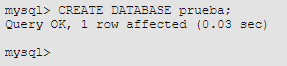 mysql> CREATE DATABASE prueba;
Query OK, 1 row affected (0.03 sec)
mysql>